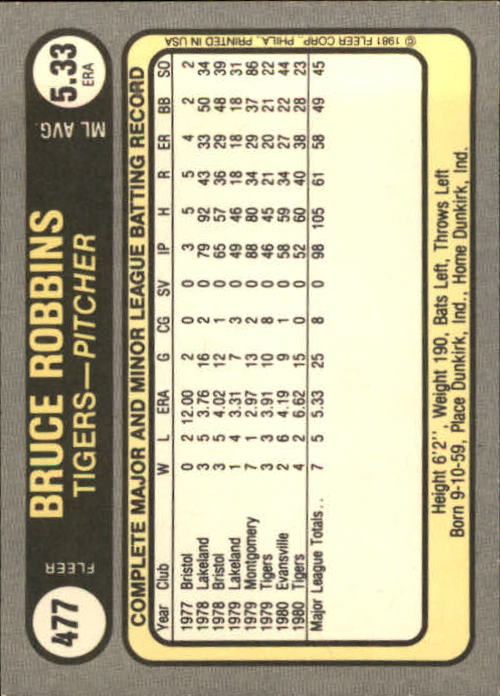 477
FLEER
BRUCE ROBBINS
TIGERS—PITCHER
ML AVG.
5.33
ERA
COMPLETE MAJOR AND MINOR LEAGUE BATTING RECORD
Year Club W L ERA G CG SV IP H R ER BB SO
1977 Bristol 0 2 12.00 2 0 0 3 5 5 4 2 2
1978 Lakeland 3 5 3.76 16 2 0 79 92 43 33 50 34
1978 Bristol 3 5 4.02 12 1 0 65 57 36 29 48 39
1979 Lakeland 1 4 3.31 7 3 0 49 46 18 18 18 31
1979 Montgomery 7 1 2.97 13 2 0 88 80 34 29 37 86
1979 Tigers 3 3 3.91 10 8 0 46 45 21 20 21 22
1980 Evansville 2 6 4.19 9 1 0 58 59 34 27 22 44
1980 Tigers 4 2 6.62 15 0 0 52 60 40 38 28 23
Major League Totals . . 7 5 5.33 25 8 0 98 105 61 58 49 45
Height 6'2", Weight 190, Bats Left, Throws Left
Born 9-10-59, Place Dunkirk, Ind., Home Dunkirk, Ind.
© 1981 FLEER CORP., PHILA., PRINTED IN USA